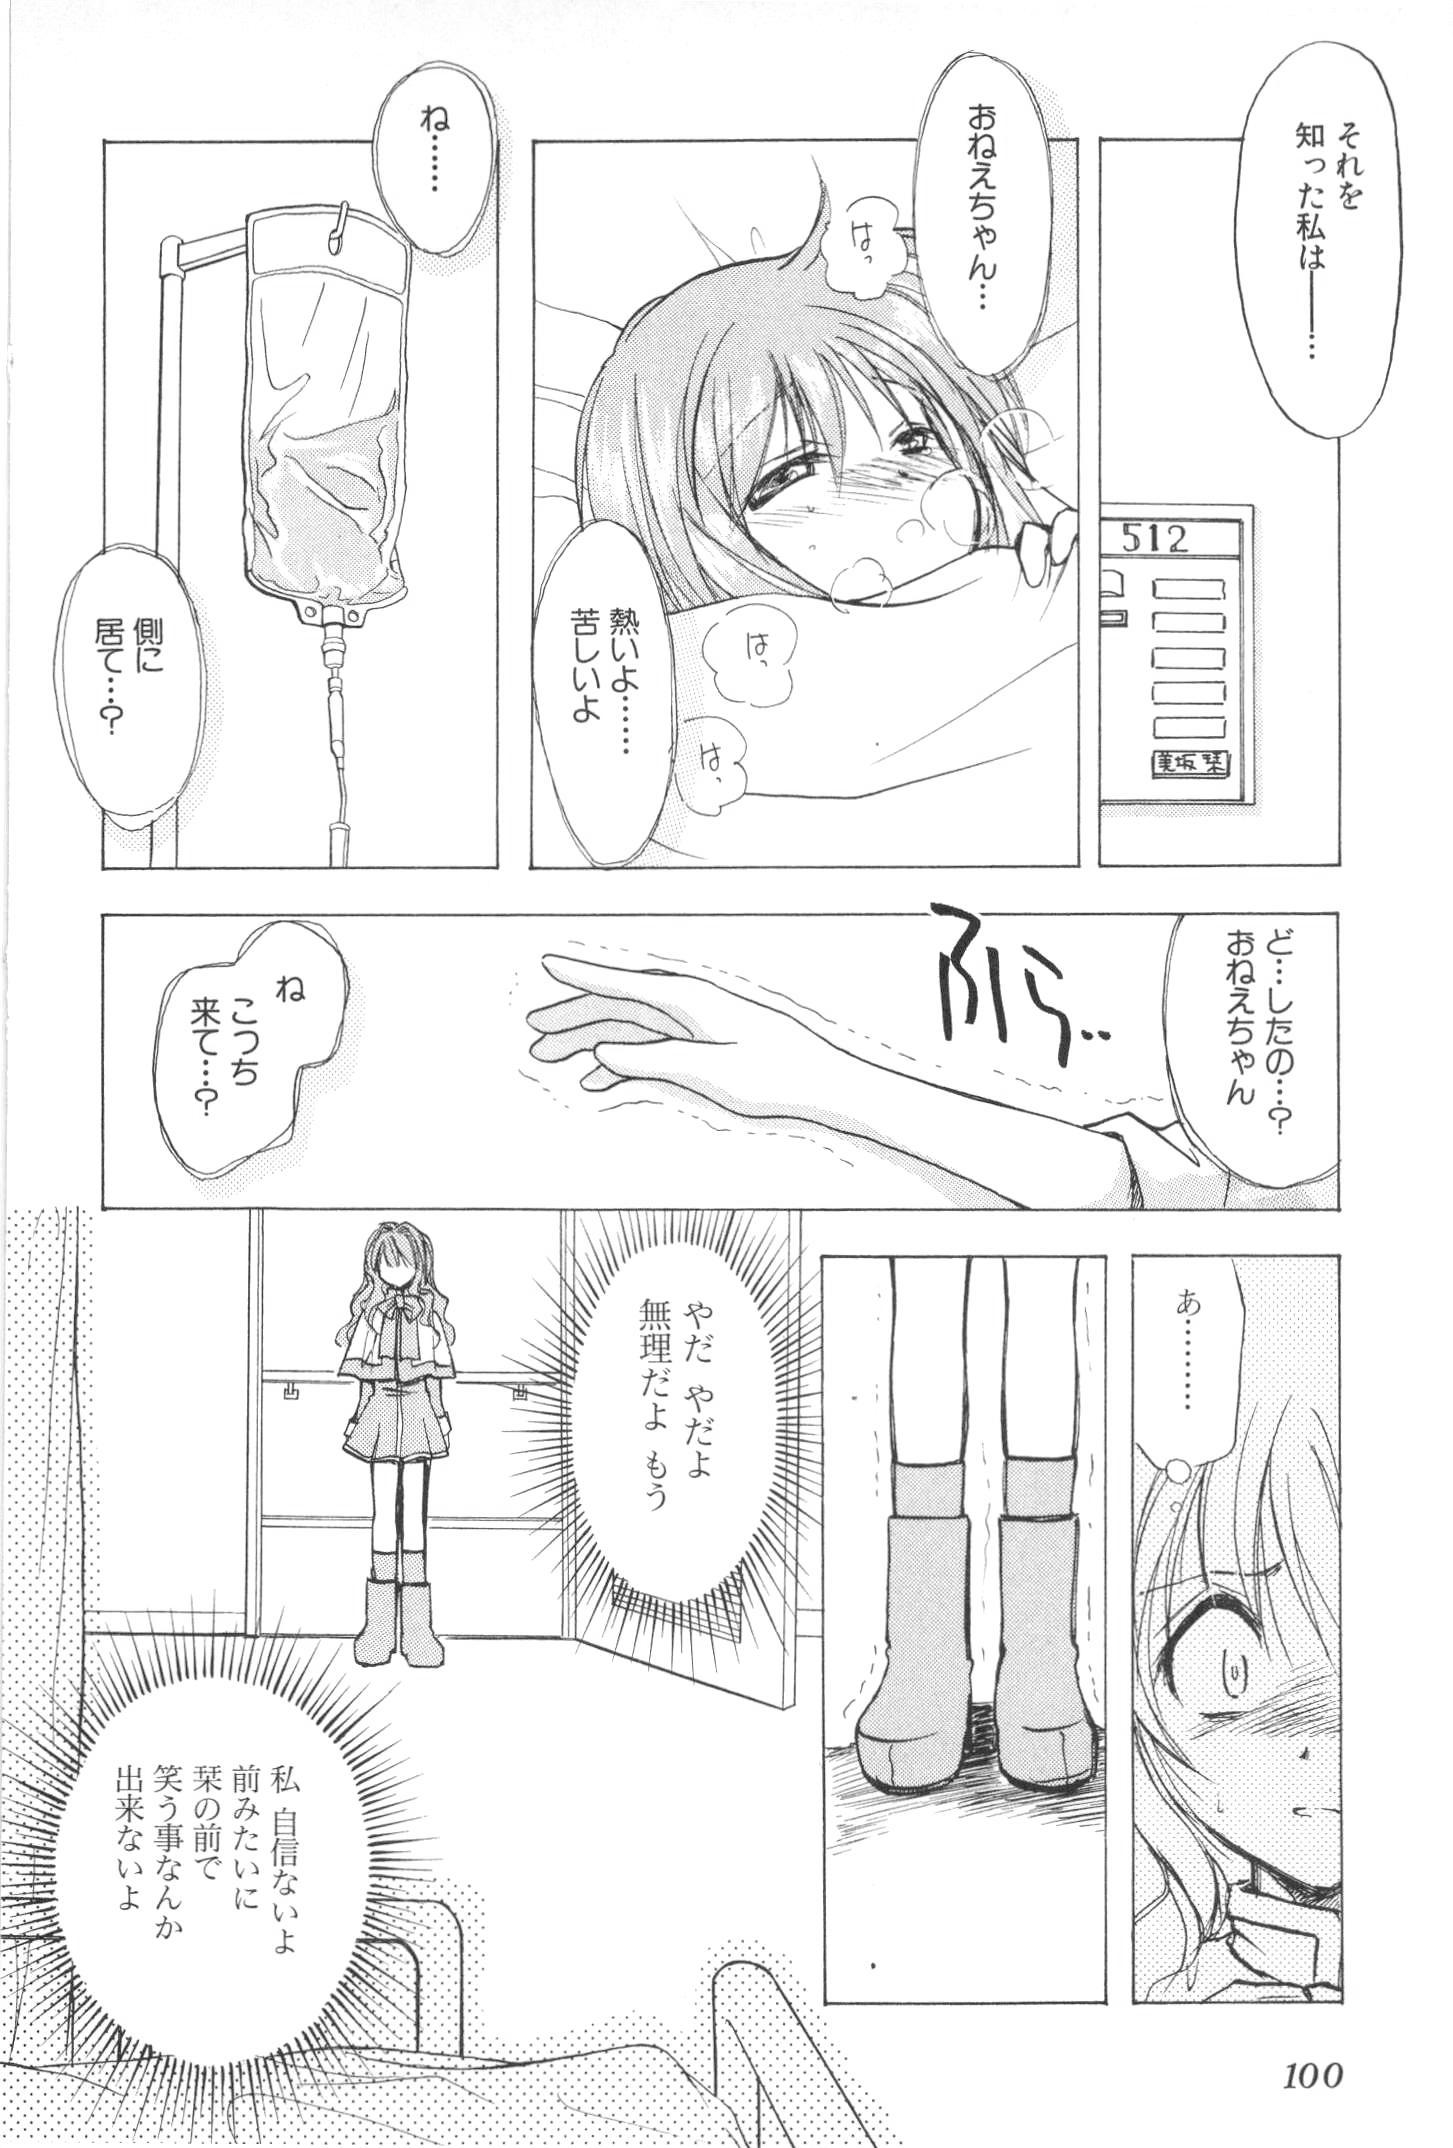 それを
知った私は――…
512
美坂 栞
おねえちゃん…
はっ
熱いよ……
苦しいよ
はっ
はっ
ね……
側に
居て…?
ど…したの…?
おねえちゃん
ふら..
ね
こっち
来て…?
あ………
やだ やだよ
無理だよ もう
私 自信ないよ
前みたいに
栞の前で
笑う事なんか
出来ないよ
100